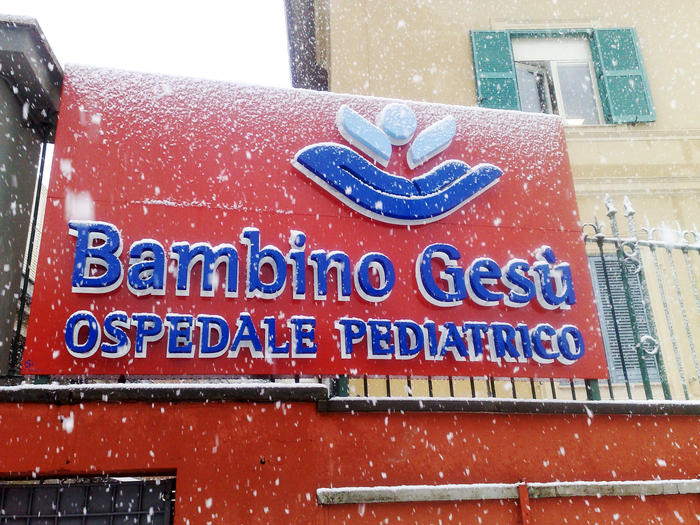 Bambino Gesù
OSPEDALE PEDIATRICO